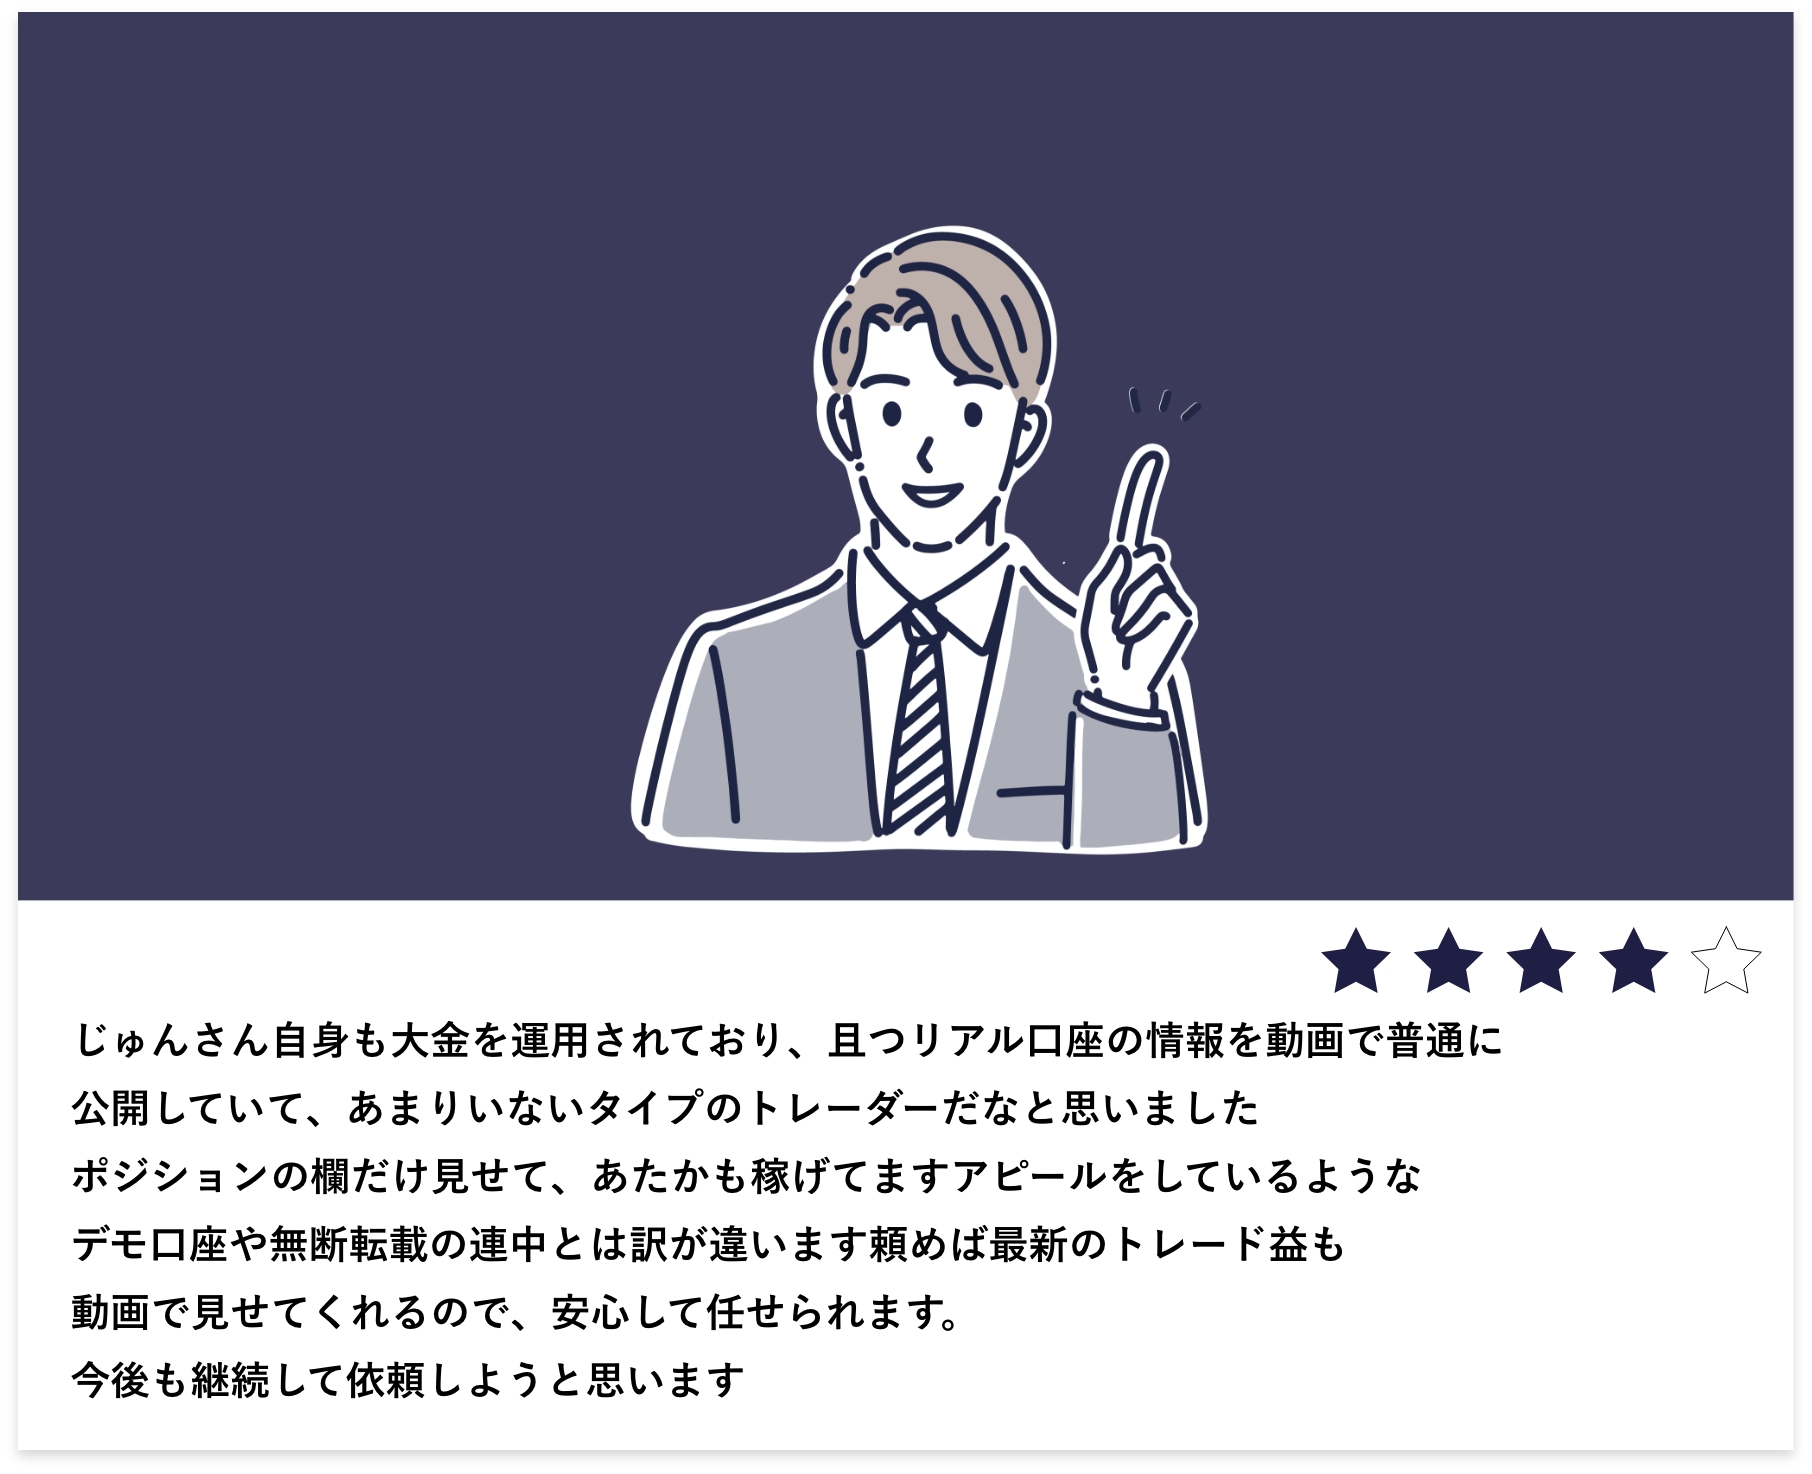 じゅんさん自身も大金を運用されており、且つリアル口座の情報を動画で普通に
公開していて、あまりいないタイプのトレーダーだなと思いました
ポジションの欄だけ見せて、あたかも稼げてますアピールをしているような
デモ口座や無断転載の連中とは訳が違います頼めば最新のトレード益も
動画で見せてくれるので、安心して任せられます。
今後も継続して依頼しようと思います